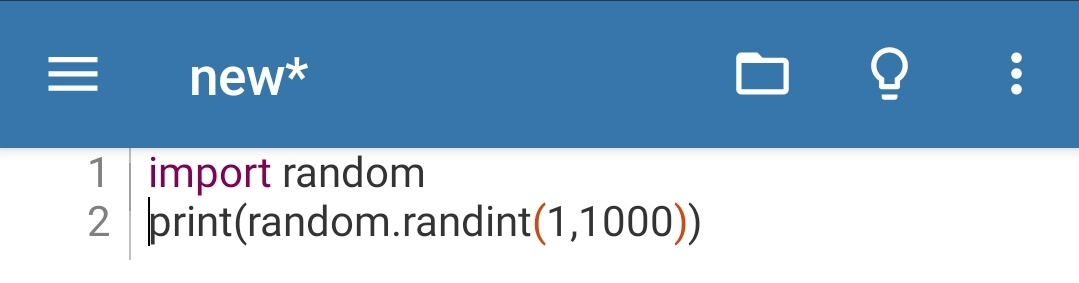 new*
1 import random
2 print(random.randint(1,1000))